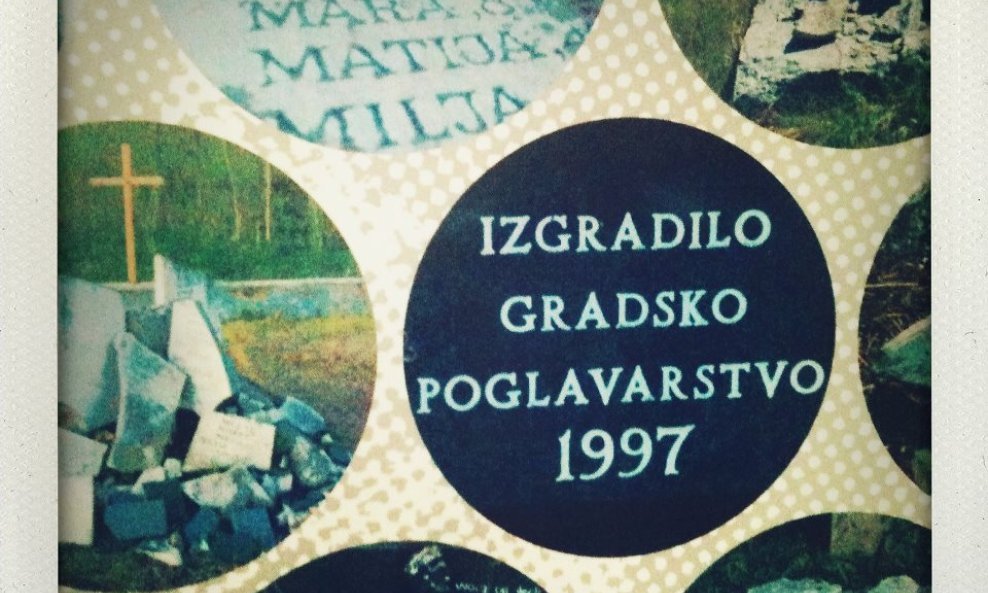 MARA
MATIJA
MILJA
IZGRADILO
GRADSKO
POGLAVARSTVO
1997